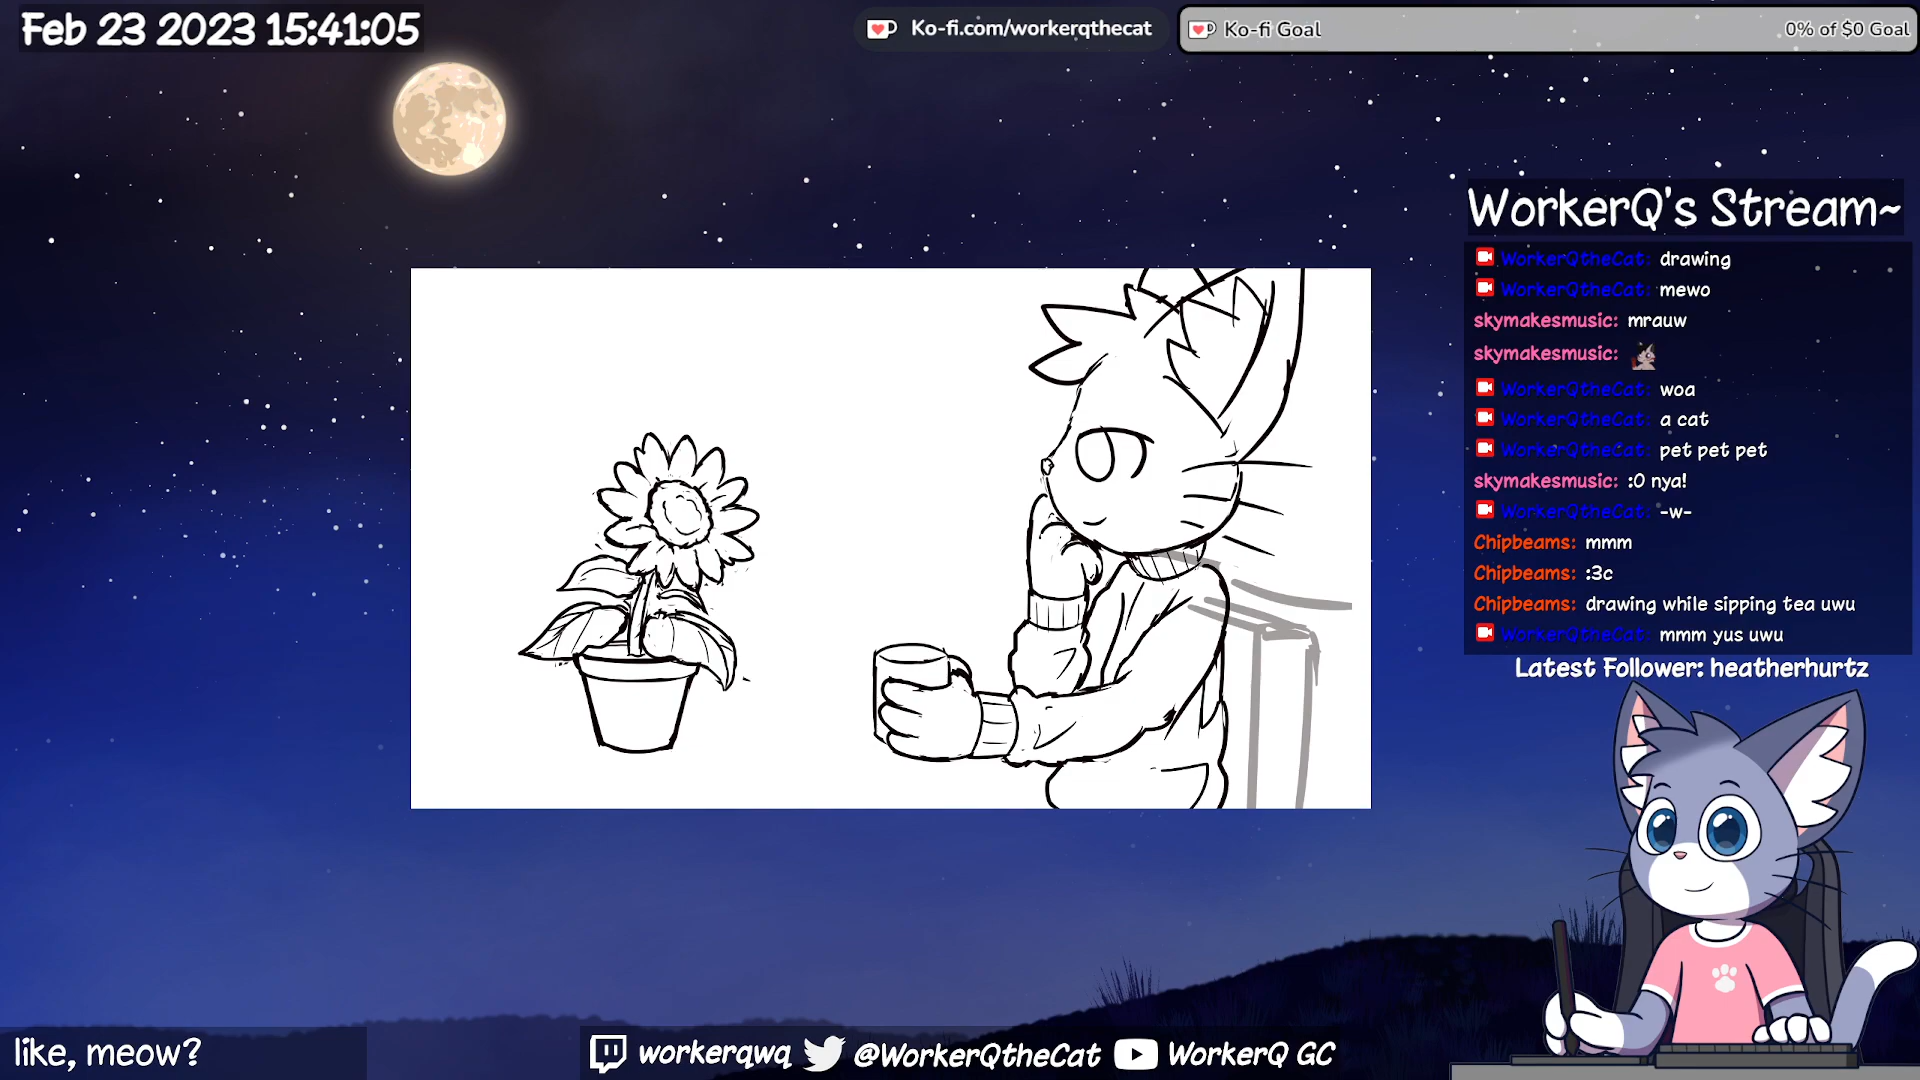 Feb 23 2023 15:41:05
Ko-fi.com/workerqthecat
Ko-fi Goal
0% of $0 Goal
WorkerQ's Stream~
WorkerQtheCat: drawing
WorkerQtheCat: mewo
skymakesmusic: mrauw
skymakesmusic:
WorkerQtheCat: woa
WorkerQtheCat: a cat
WorkerQtheCat: pet pet pet
skymakesmusic: :0 nya!
WorkerQtheCat: -w-
Chipbeams: mmm
Chipbeams: :3c
Chipbeams: drawing while sipping tea uwu
WorkerQtheCat: mmm yus uwu
Latest Follower: heatherhurtz
like, meow?
workerqwq
@WorkerQtheCat
WorkerQ GC